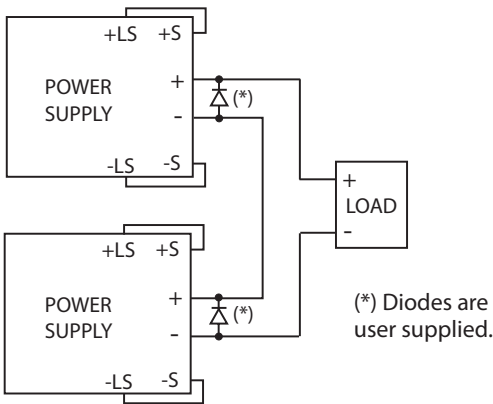 +LS +S
POWER
SUPPLY
+
(*)
-
-LS -S
+
LOAD
-
+LS +S
POWER
SUPPLY
+
(*)
-
-LS -S
(*) Diodes are
user supplied.